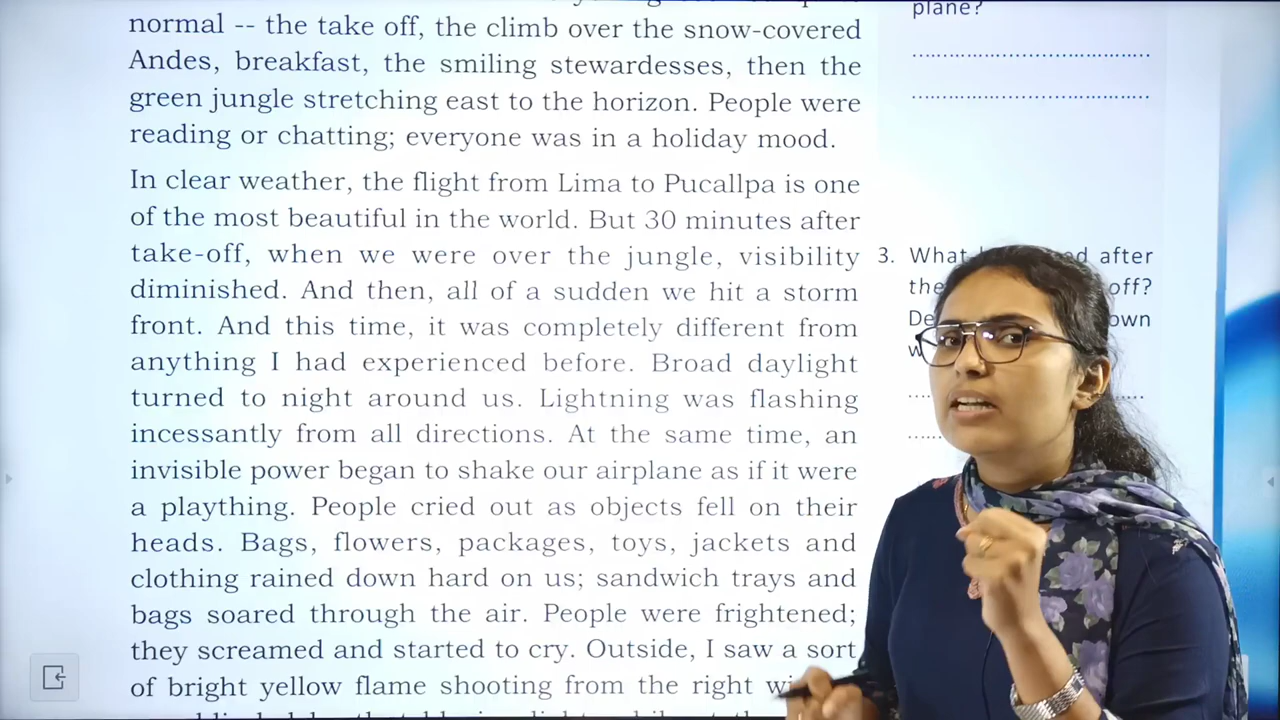 normal -- the take off, the climb over the snow-covered
Andes, breakfast, the smiling stewardesses, then the
green jungle stretching east to the horizon. People were
reading or chatting; everyone was in a holiday mood.
In clear weather, the flight from Lima to Pucallpa is one
of the most beautiful in the world. But 30 minutes after
take-off, when we were over the jungle, visibility
diminished. And then, all of a sudden we hit a storm
front. And this time, it was completely different from
anything I had experienced before. Broad daylight
turned to night around us. Lightning was flashing
incessantly from all directions. At the same time, an
invisible power began to shake our airplane as if it were
a plaything. People cried out as objects fell on their
heads. Bags, flowers, packages, toys, jackets and
clothing rained down hard on us; sandwich trays and
bags soared through the air. People were frightened;
they screamed and started to cry. Outside, I saw a sort
of bright yellow flame shooting from the right
plane?
3. What after
the off?
own